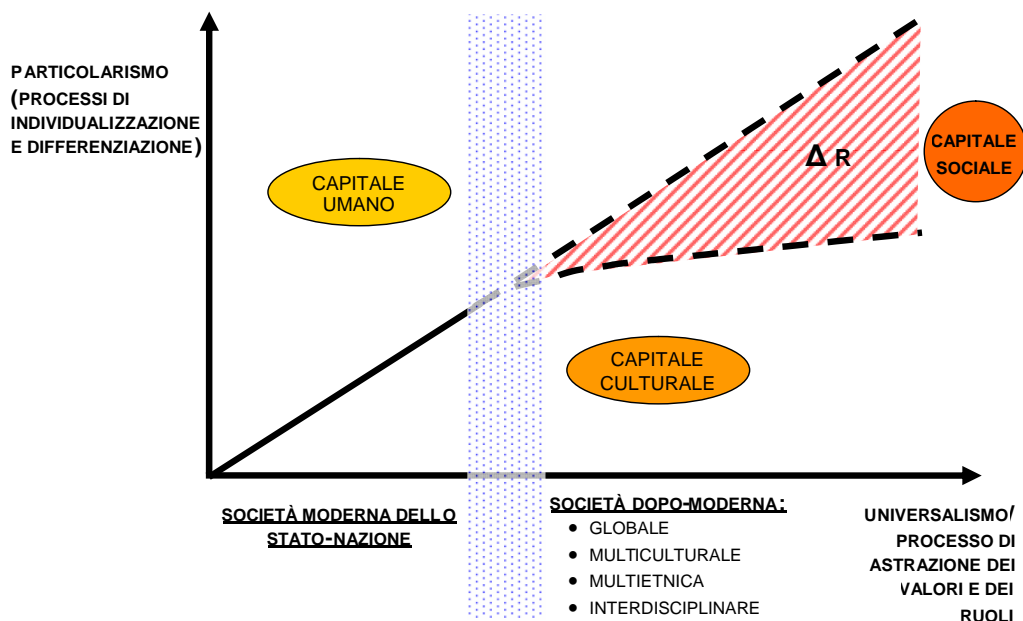 PARTICOLARISMO
(PROCESSI DI
INDIVIDUALIZZAZIONE
E DIFFERENZIAZIONE)
CAPITALE
UMANO
Δ R
CAPITALE
SOCIALE
CAPITALE
CULTURALE
SOCIETÀ MODERNA DELLO
STATO-NAZIONE
SOCIETÀ DOPO-MODERNA:
• GLOBALE
• MULTICULTURALE
• MULTIETNICA
• INTERDISCIPLINARE
UNIVERSALISMO/
PROCESSO DI
ASTRAZIONE DEI
VALORI E DEI
RUOLI